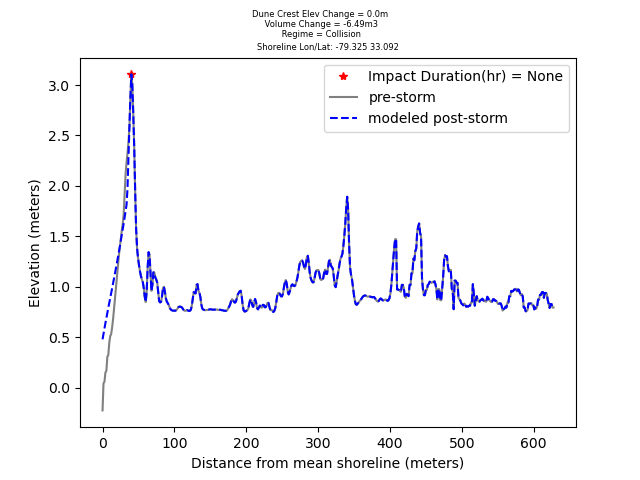 Dune Crest Elev Change = 0.0m
Volume Change = -6.49m3
Regime = Collision
Shoreline Lon/Lat: -79.325 33.092
Impact Duration(hr) = None
pre-storm
modeled post-storm
Elevation (meters)
3.0
2.5
2.0
1.5
1.0
0.5
0.0
0 100 200 300 400 500 600
Distance from mean shoreline (meters)